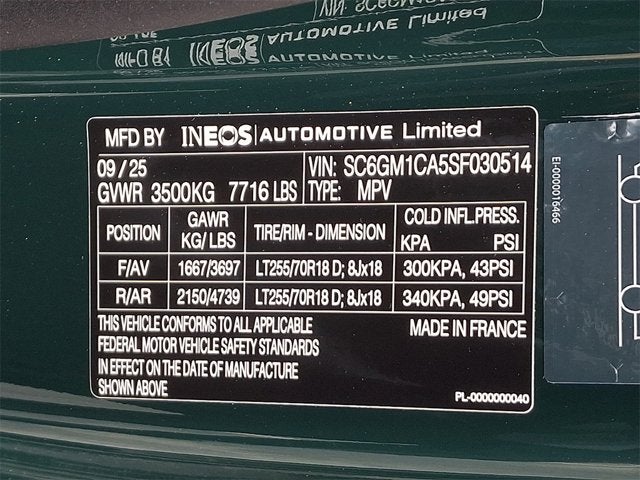 MFD BY INEOS AUTOMOTIVE Limited
09 / 25 VIN: SC6GM1CA5SF030514
GVWR 3500KG 7716 LBS TYPE: MPV
POSITION GAWR KG/ LBS TIRE/RIM - DIMENSION COLD INFL.PRESS. KPA PSI
F/AV 1667/3697 LT255/70R18 D; 8Jx18 300KPA, 43PSI
R/AR 2150/4739 LT255/70R18 D; 8Jx18 340KPA, 49PSI
THIS VEHICLE CONFORMS TO ALL APPLICABLE MADE IN FRANCE
FEDERAL MOTOR VEHICLE SAFETY STANDARDS
IN EFFECT ON THE DATE OF MANUFACTURE
SHOWN ABOVE
PL-0000000040
EI-0000016466